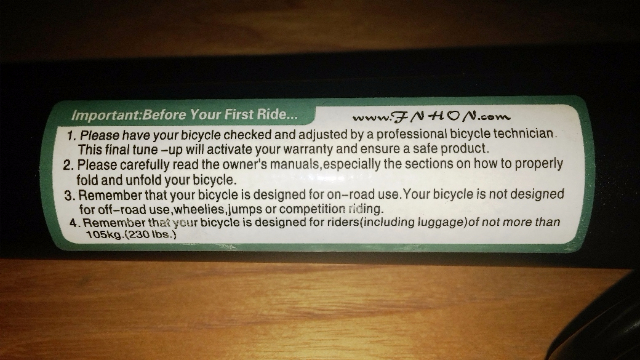 Important:Before Your First Ride...
www.FNHON.com
1. Please have your bicycle checked and adjusted by a professional bicycle technician.
This final tune-up will activate your warranty and ensure a safe product.
2. Please carefully read the owner's manuals,especially the sections on how to properly
fold and unfold your bicycle.
3. Remember that your bicycle is designed for on-road use.Your bicycle is not designed
for off-road use,wheelies,jumps or competition riding.
4. Remember that your bicycle is designed for riders(including luggage)of not more than
105kg.(230 lbs.)